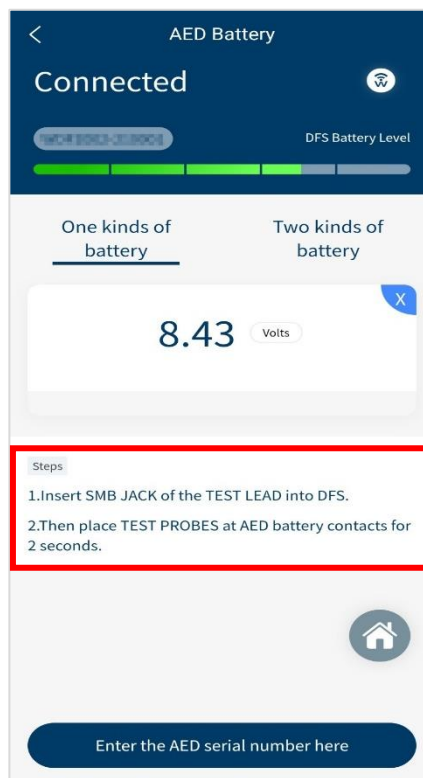 AED Battery
Connected
DFS Battery Level
One kinds of
battery
Two kinds of
battery
X
8.43 Volts
Steps
1.Insert SMB JACK of the TEST LEAD into DFS.
2.Then place TEST PROBES at AED battery contacts for
2 seconds.
Enter the AED serial number here